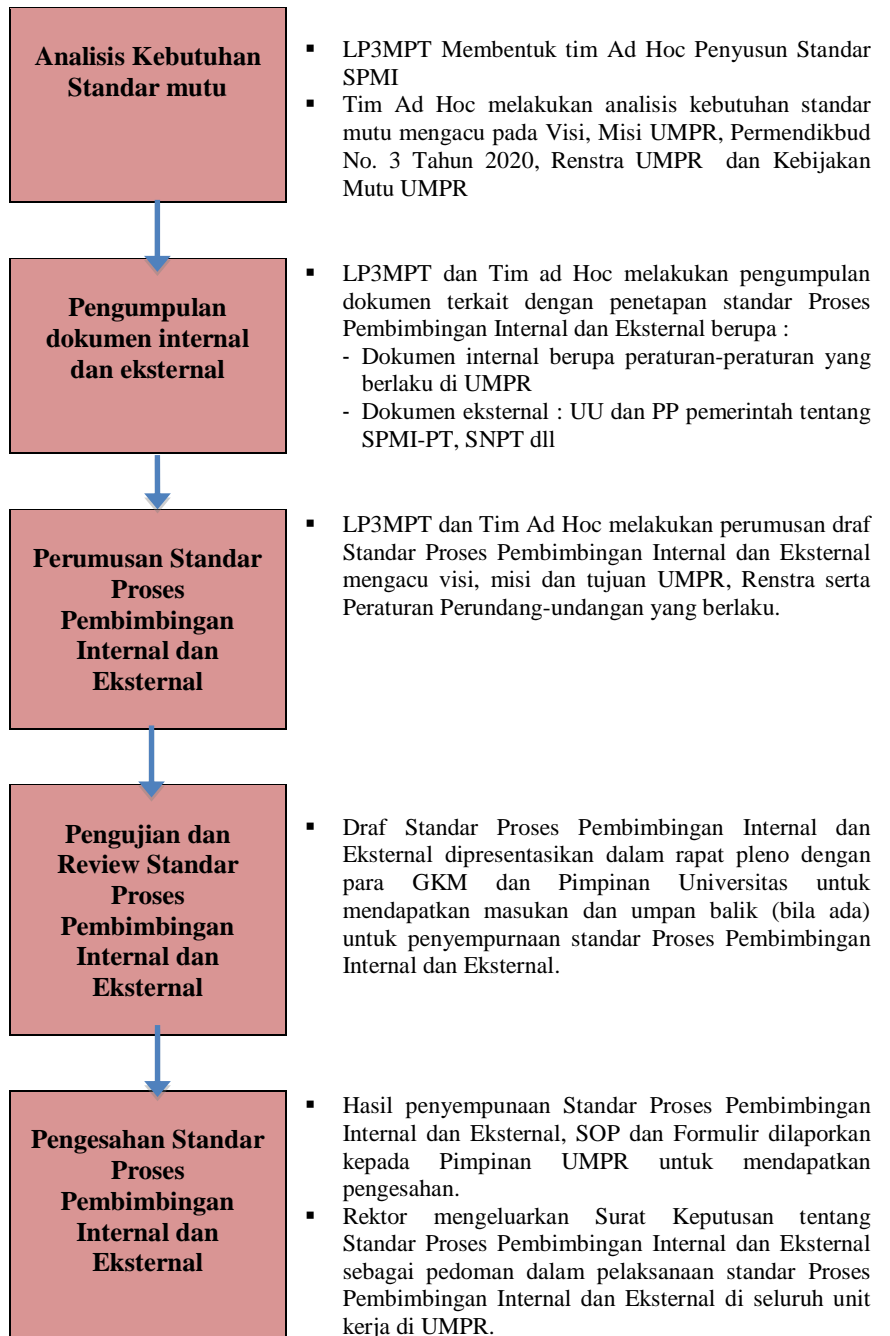 Analisis Kebutuhan
Standar mutu
▪ LP3MPT Membentuk tim Ad Hoc Penyusun Standar
SPMI
▪ Tim Ad Hoc melakukan analisis kebutuhan standar
mutu mengacu pada Visi, Misi UMPR, Permendikbud
No. 3 Tahun 2020, Renstra UMPR dan Kebijakan
Mutu UMPR
Pengumpulan
dokumen internal
dan eksternal
▪ LP3MPT dan Tim ad Hoc melakukan pengumpulan
dokumen terkait dengan penetapan standar Proses
Pembimbingan Internal dan Eksternal berupa :
- Dokumen internal berupa peraturan-peraturan yang
berlaku di UMPR
- Dokumen eksternal : UU dan PP pemerintah tentang
SPMI-PT, SNPT dll
Perumusan Standar
Proses
Pembimbingan
Internal dan
Eksternal
▪ LP3MPT dan Tim Ad Hoc melakukan perumusan draf
Standar Proses Pembimbingan Internal dan Eksternal
mengacu visi, misi dan tujuan UMPR, Renstra serta
Peraturan Perundang-undangan yang berlaku.
Pengujian dan
Review Standar
Proses
Pembimbingan
Internal dan
Eksternal
▪ Draf Standar Proses Pembimbingan Internal dan
Eksternal dipresentasikan dalam rapat pleno dengan
para GKM dan Pimpinan Universitas untuk
mendapatkan masukan dan umpan balik (bila ada)
untuk penyempurnaan standar Proses Pembimbingan
Internal dan Eksternal.
Pengesahan Standar
Proses
Pembimbingan
Internal dan
Eksternal
▪ Hasil penyempunaan Standar Proses Pembimbingan
Internal dan Eksternal, SOP dan Formulir dilaporkan
kepada Pimpinan UMPR untuk mendapatkan
pengesahan.
▪ Rektor mengeluarkan Surat Keputusan tentang
Standar Proses Pembimbingan Internal dan Eksternal
sebagai pedoman dalam pelaksanaan standar Proses
Pembimbingan Internal dan Eksternal di seluruh unit
kerja di UMPR.